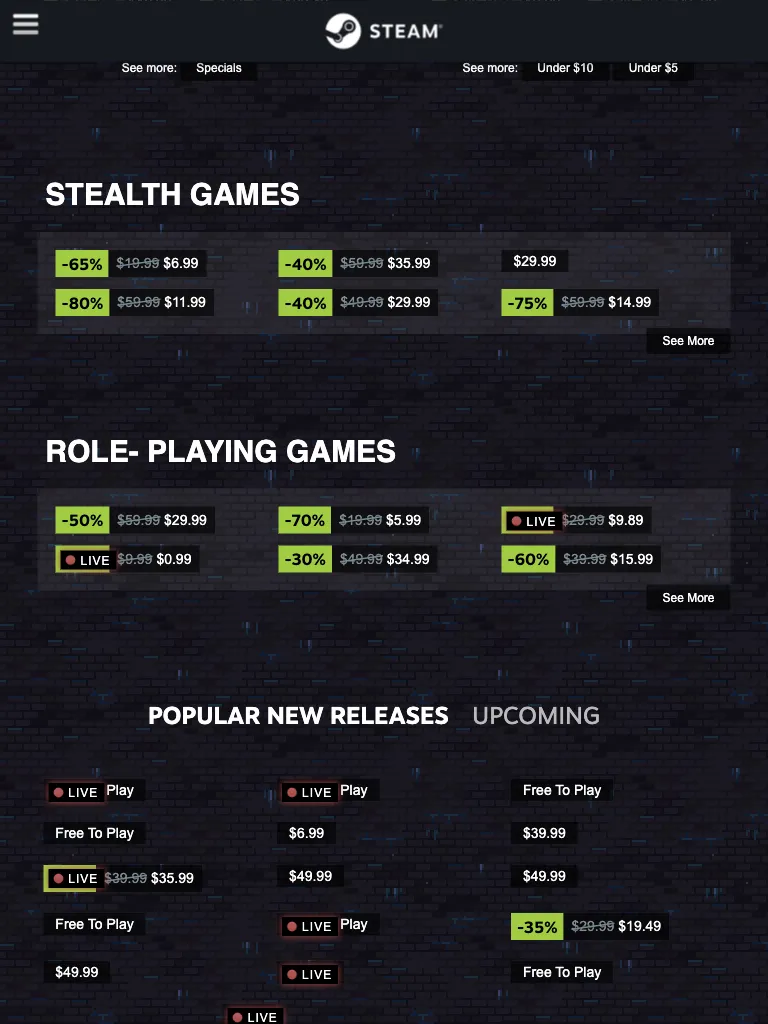 STEAM®
See more: Specials See more: Under $10 Under $5
STEALTH GAMES
-65% $19.99 $6.99 -40% $59.99 $35.99 $29.99
-80% $59.99 $11.99 -40% $49.99 $29.99 -75% $59.99 $14.99
See More
ROLE- PLAYING GAMES
-50% $59.99 $29.99 -70% $19.99 $5.99 LIVE $29.99 $9.89
LIVE $9.99 $0.99 -30% $49.99 $34.99 -60% $39.99 $15.99
See More
POPULAR NEW RELEASES UPCOMING
LIVE Play LIVE Play Free To Play
Free To Play $6.99 $39.99
LIVE $39.99 $35.99 $49.99 $49.99
Free To Play LIVE Play -35% $29.99 $19.49
$49.99 LIVE Free To Play
LIVE